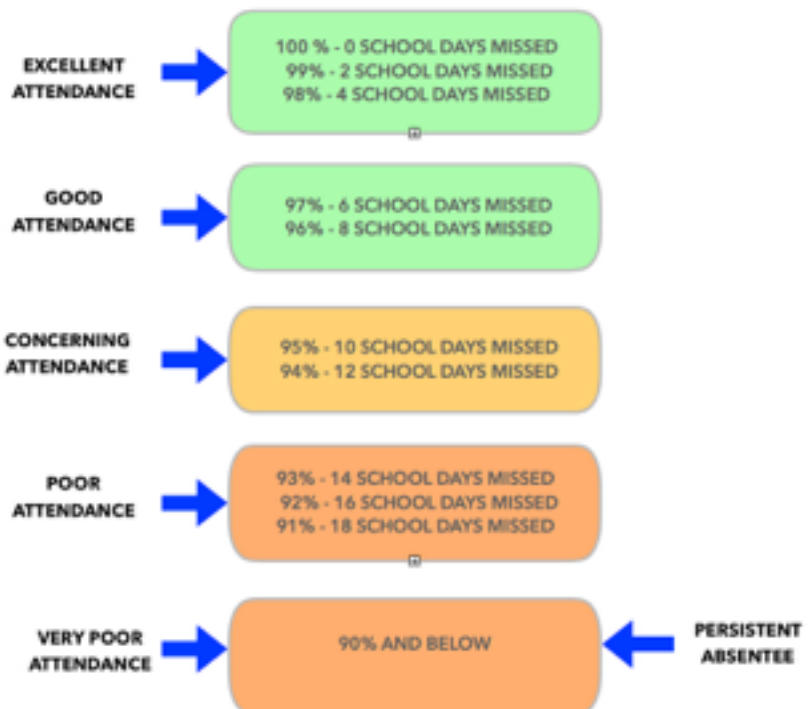 EXCELLENT
ATTENDANCE
100 % - 0 SCHOOL DAYS MISSED
99% - 2 SCHOOL DAYS MISSED
98% - 4 SCHOOL DAYS MISSED
GOOD
ATTENDANCE
97% - 6 SCHOOL DAYS MISSED
96% - 8 SCHOOL DAYS MISSED
CONCERNING
ATTENDANCE
95% - 10 SCHOOL DAYS MISSED
94% - 12 SCHOOL DAYS MISSED
POOR
ATTENDANCE
93% - 14 SCHOOL DAYS MISSED
92% - 16 SCHOOL DAYS MISSED
91% - 18 SCHOOL DAYS MISSED
VERY POOR
ATTENDANCE
90% AND BELOW
PERSISTENT
ABSENTEE